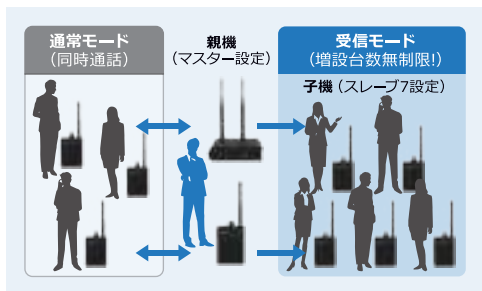 通常モード
（同時通話）
親機
（マスター設定）
受信モード
（増設台数無制限!）
子機（スレーブ7設定）